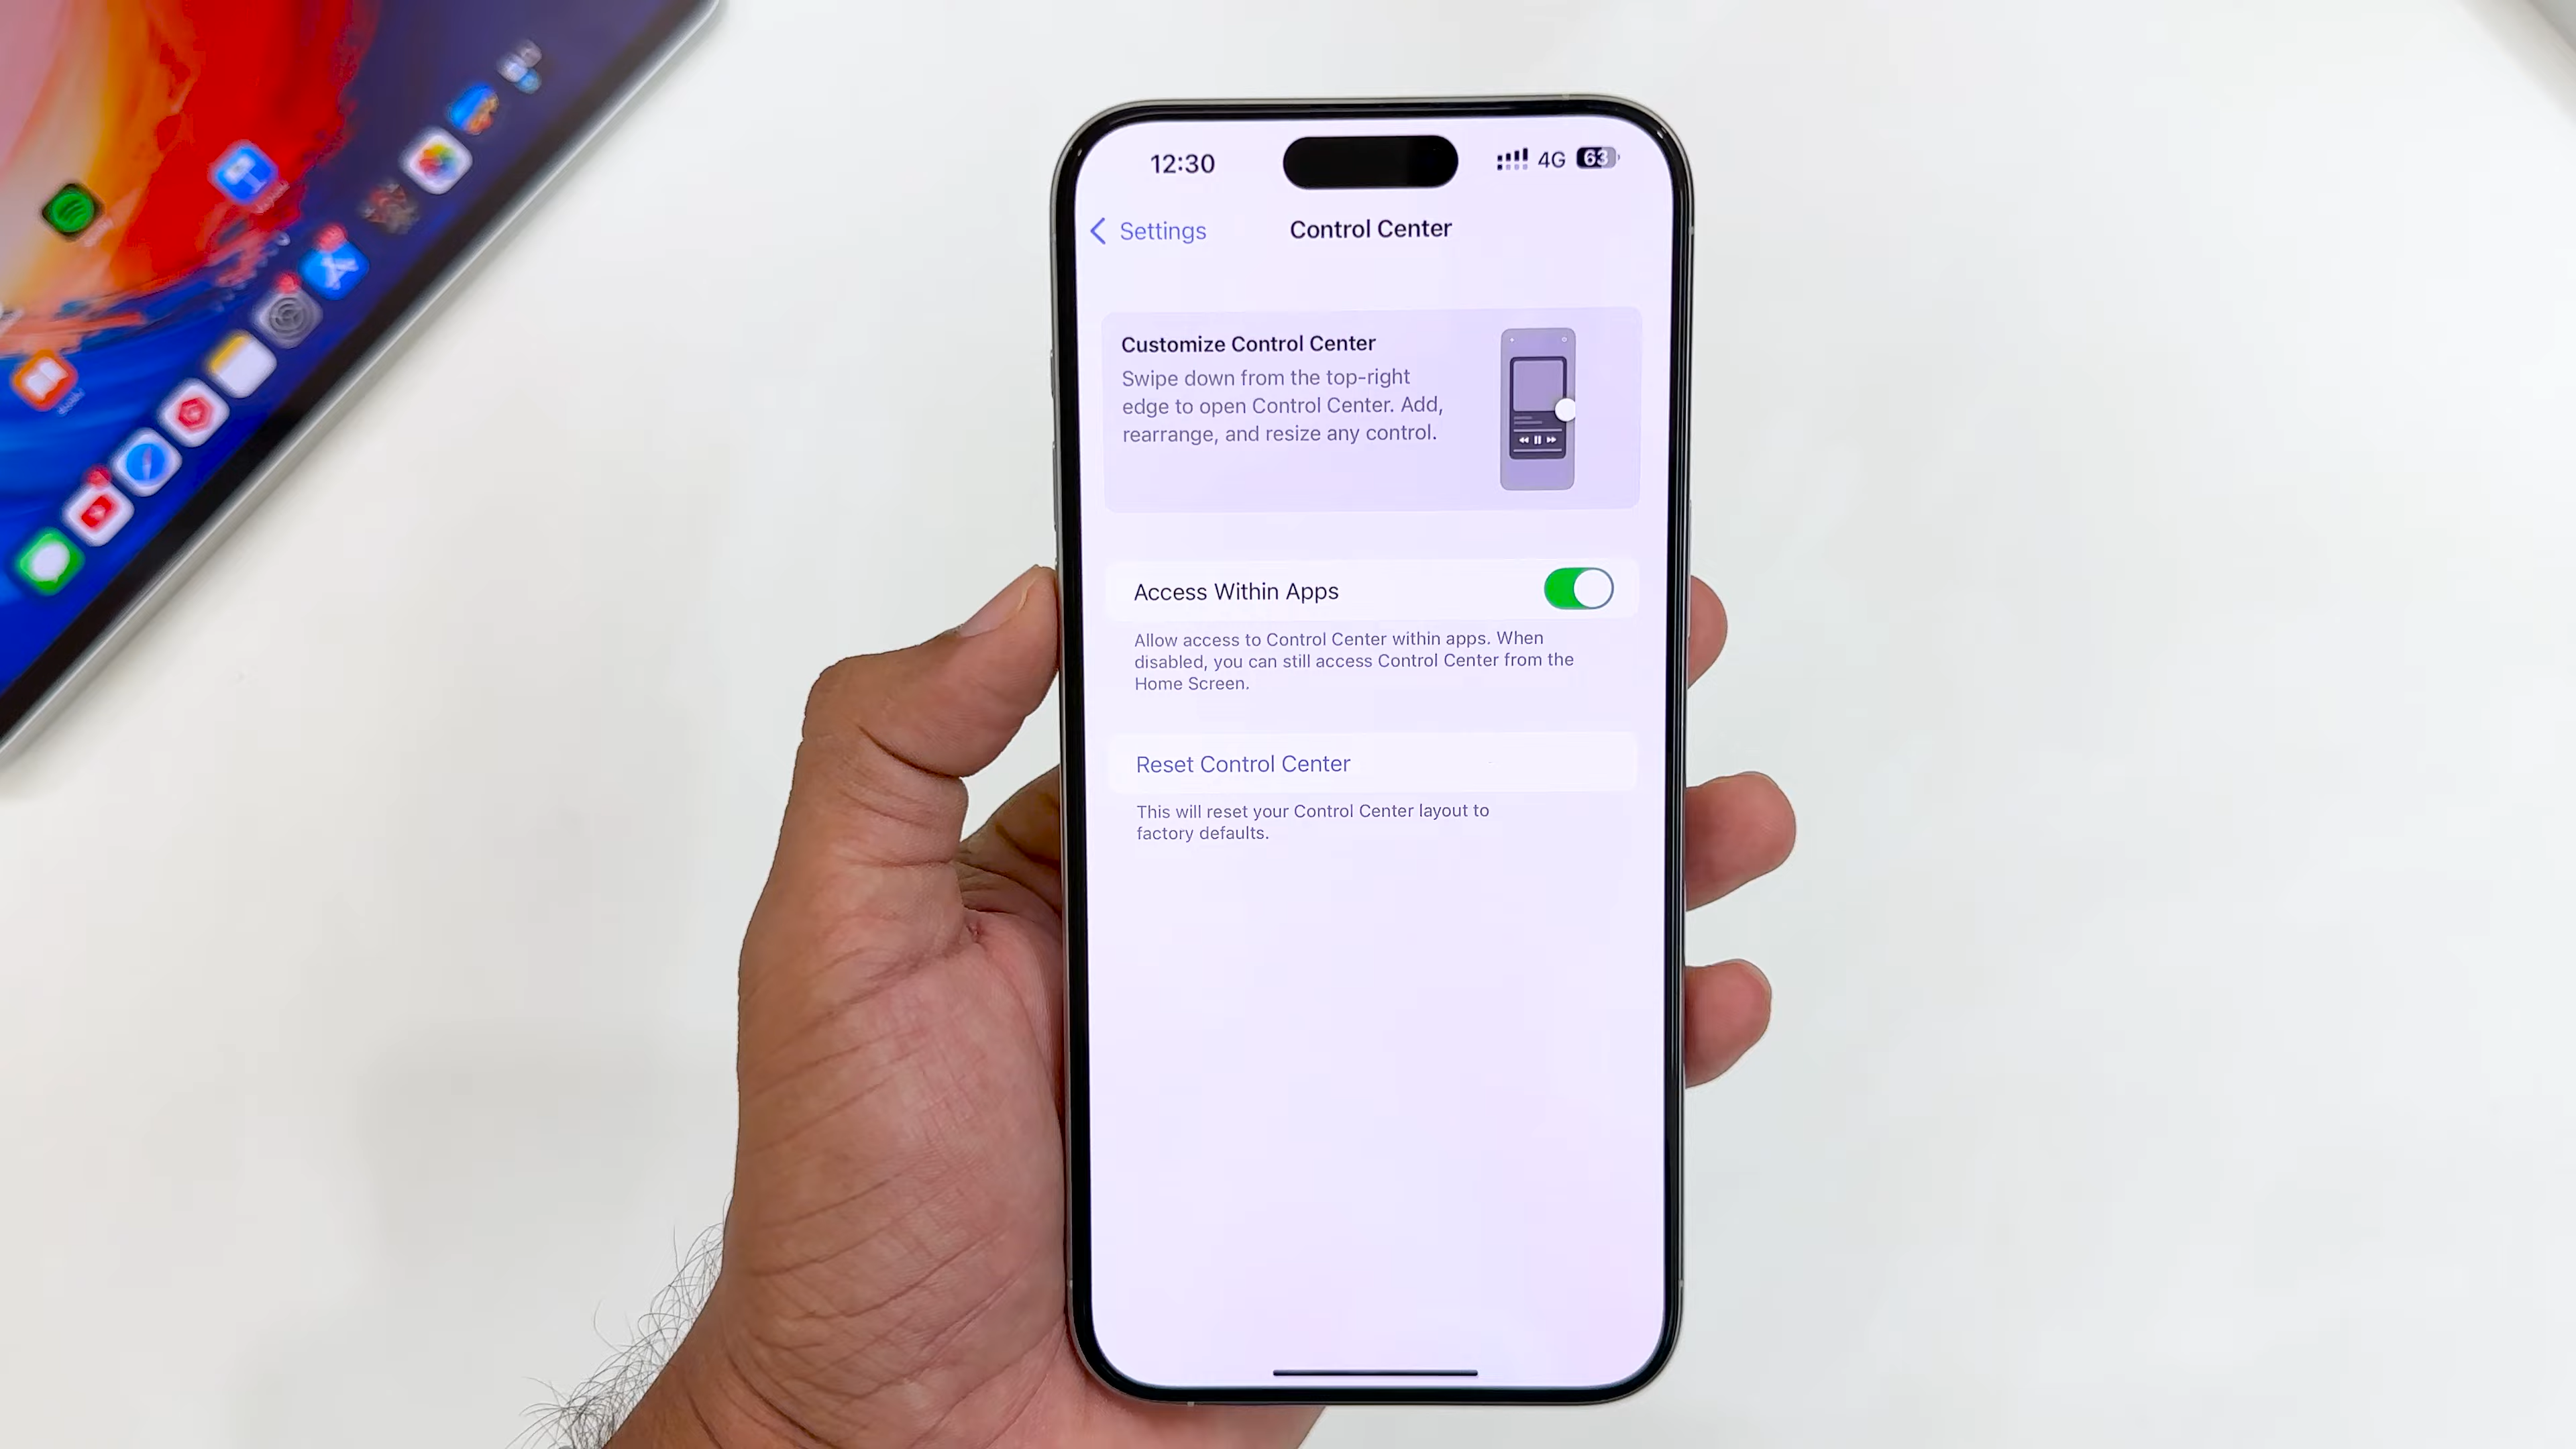 12:30
4G 63
Settings
Control Center
Customize Control Center
Swipe down from the top-right
edge to open Control Center. Add,
rearrange, and resize any control.
Access Within Apps
Allow access to Control Center within apps. When
disabled, you can still access Control Center from the
Home Screen.
Reset Control Center
This will reset your Control Center layout to
factory defaults.